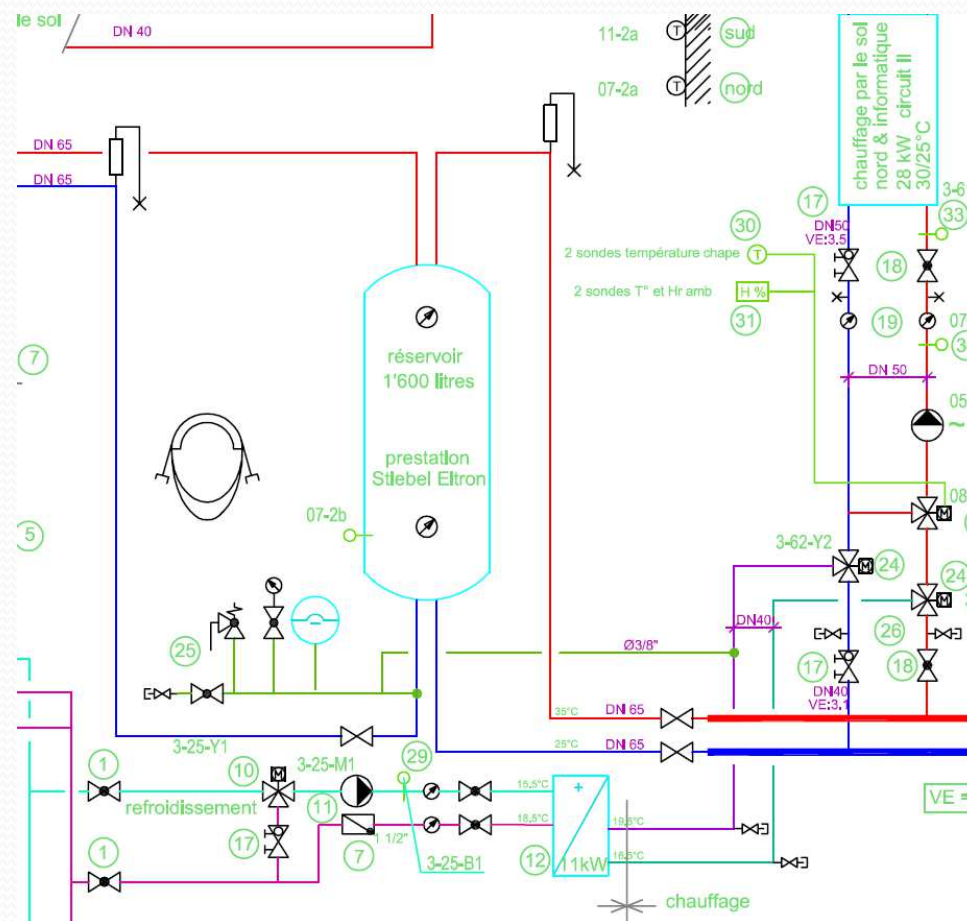 le sol
DN 40
11-2a
T
sud
07-2a
T
nord
chauffage par le sol
nord & informatique
28 kW circuit II
30/25°C
DN 65
DN 65
17
DN50
VE:3.5
3-6
33
30
2 sondes température chape
T
18
2 sondes T° et Hr amb
H %
31
19
07
7
réservoir
1'600 litres
DN 50
05
~
prestation
Stiebel Eltron
07-2b
08
M
5
3-62-Y2
M
24
24
M
25
DN40
26
Ø3/8"
17
18
DN40
VE:3.1
35°C
DN 65
25°C
DN 65
3-25-Y1
1
10
M
3-25-M1
29
refroidissement
11
15,5°C
+
VE =
17
7
1 1/2"
18,5°C
19,5°C
1
3-25-B1
12
11kW
16,5°C
chauffage